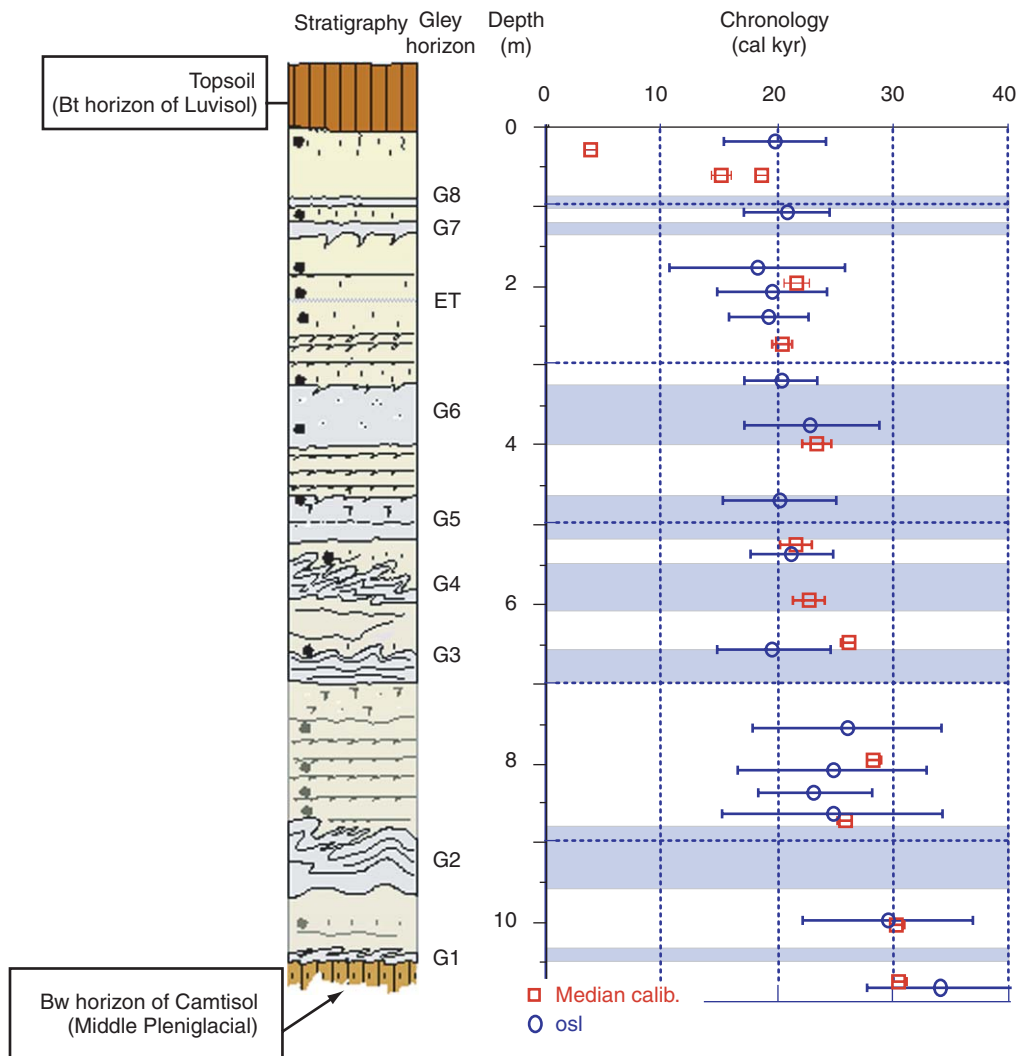 Stratigraphy
Gley
horizon
Depth
(m)
Chronology
(cal kyr)
Topsoil
(Bt horizon of Luvisol)
0
10
20
30
40
0
G8
G7
2
ET
G6
4
G5
G4
6
G3
8
G2
10
G1
Bw horizon of Camtisol
(Middle Pleniglacial)
Median calib.
osl